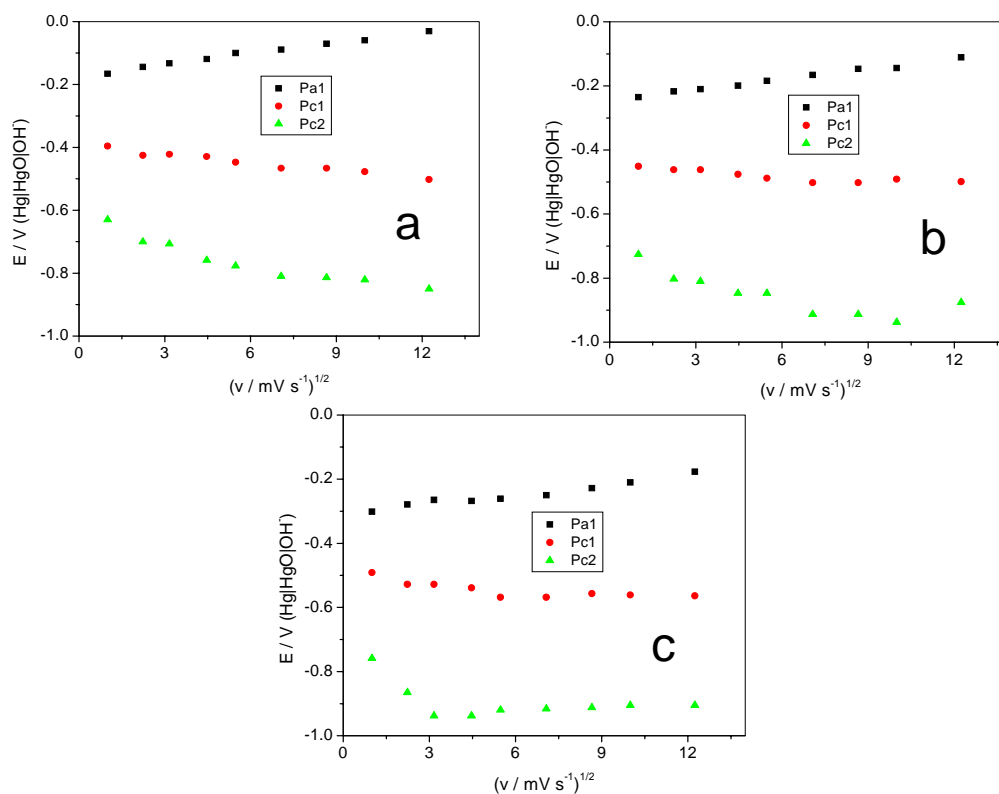 0.0
-0.2
-0.4
-0.6
-0.8
-1.0
E / V (Hg|HgO|OH-)
Pa1
Pc1
Pc2
a
0 3 6 9 12
(v / mV s-1)1/2
0.0
-0.2
-0.4
-0.6
-0.8
-1.0
E / V (Hg|HgO|OH-)
Pa1
Pc1
Pc2
b
0 3 6 9 12
(v / mV s-1)1/2
0.0
-0.2
-0.4
-0.6
-0.8
-1.0
E / V (Hg|HgO|OH-)
Pa1
Pc1
Pc2
c
0 3 6 9 12
(v / mV s-1)1/2